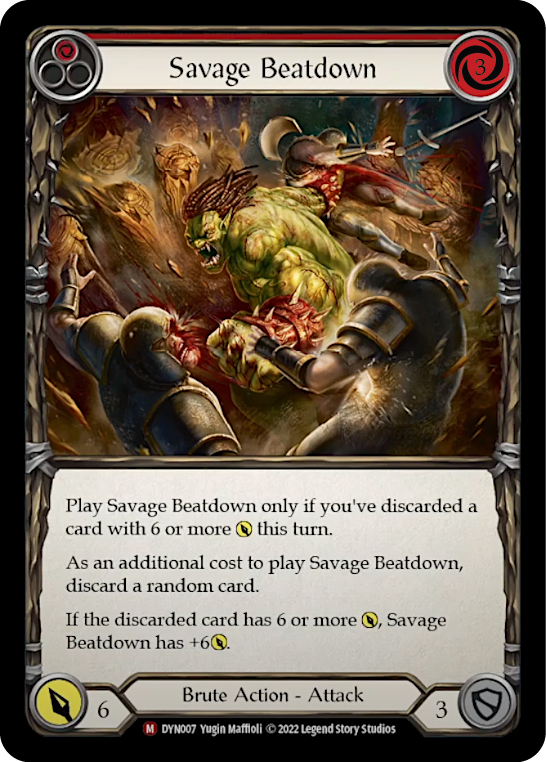 Savage Beatdown
3
Play Savage Beatdown only if you've discarded a
card with 6 or more this turn.
As an additional cost to play Savage Beatdown,
discard a random card.
If the discarded card has 6 or more , Savage
Beatdown has +6 .
6
Brute Action - Attack
3
M DYN007 Yugin Maffioli © 2022 Legend Story Studios